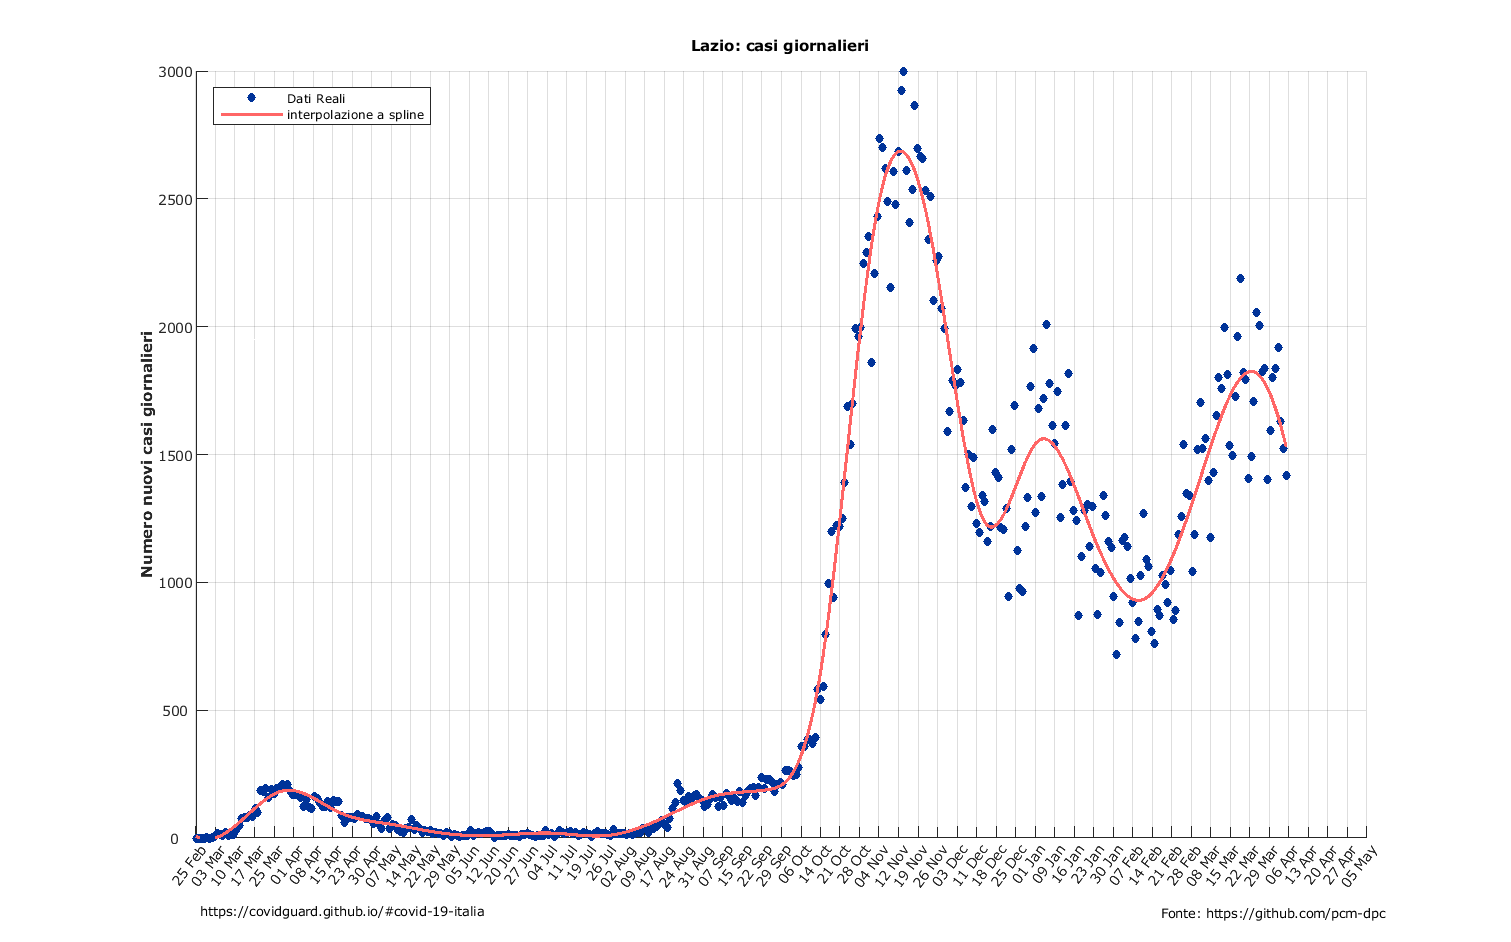 Lazio: casi giornalieri
Dati Reali
interpolazione a spline
Numero nuovi casi giornalieri
3000
2500
2000
1500
1000
500
0
25 Feb
03 Mar
10 Mar
17 Mar
25 Mar
01 Apr
08 Apr
15 Apr
23 Apr
30 Apr
07 May
14 May
22 May
29 May
05 Jun
12 Jun
20 Jun
27 Jun
04 Jul
11 Jul
19 Jul
26 Jul
02 Aug
09 Aug
17 Aug
24 Aug
31 Aug
07 Sep
15 Sep
22 Sep
29 Sep
06 Oct
14 Oct
21 Oct
28 Oct
04 Nov
12 Nov
19 Nov
26 Nov
03 Dec
11 Dec
18 Dec
25 Dec
01 Jan
09 Jan
16 Jan
23 Jan
30 Jan
07 Feb
14 Feb
21 Feb
28 Feb
08 Mar
15 Mar
22 Mar
29 Mar
06 Apr
13 Apr
20 Apr
27 Apr
05 May
https://covidguard.github.io/#covid-19-italia
Fonte: https://github.com/pcm-dpc